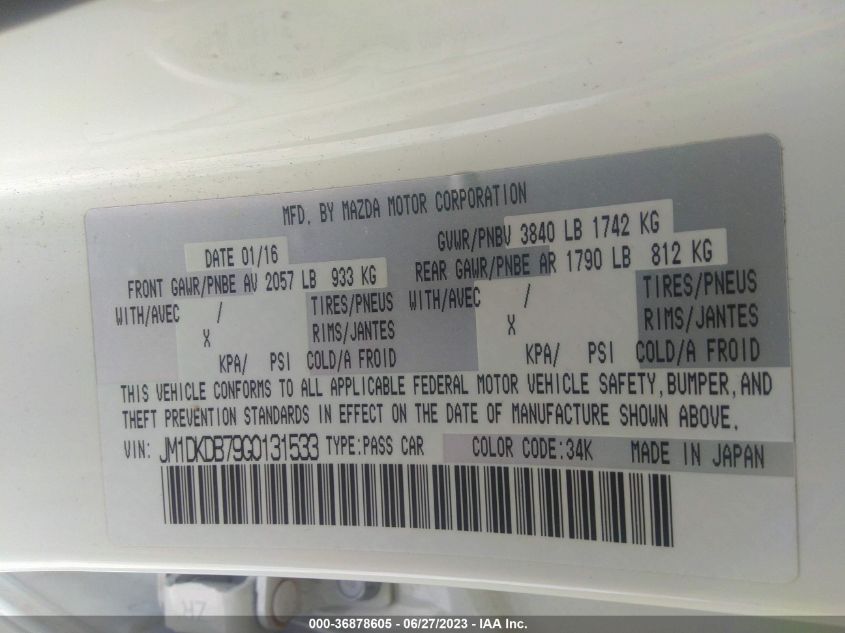 MFD. BY MAZDA MOTOR CORPORATION
DATE 01/16 GVWR/PNBV 3840 LB 1742 KG
FRONT GAWR/PNBE AV 2057 LB 933 KG REAR GAWR/PNBE AR 1790 LB 812 KG
WITH/AVEC / TIRES/PNEUS WITH/AVEC / TIRES/PNEUS
X RIMS/JANTES X RIMS/JANTES
KPA/ PSI COLD/A FROID KPA/ PSI COLD/A FROID
THIS VEHICLE CONFORMS TO ALL APPLICABLE FEDERAL MOTOR VEHICLE SAFETY, BUMPER, AND
THEFT PREVENTION STANDARDS IN EFFECT ON THE DATE OF MANUFACTURE SHOWN ABOVE.
VIN: JM1DKDB79G0131533 TYPE:PASS CAR COLOR CODE:34K MADE IN JAPAN
000-36878605 - 06/27/2023 - IAA Inc.